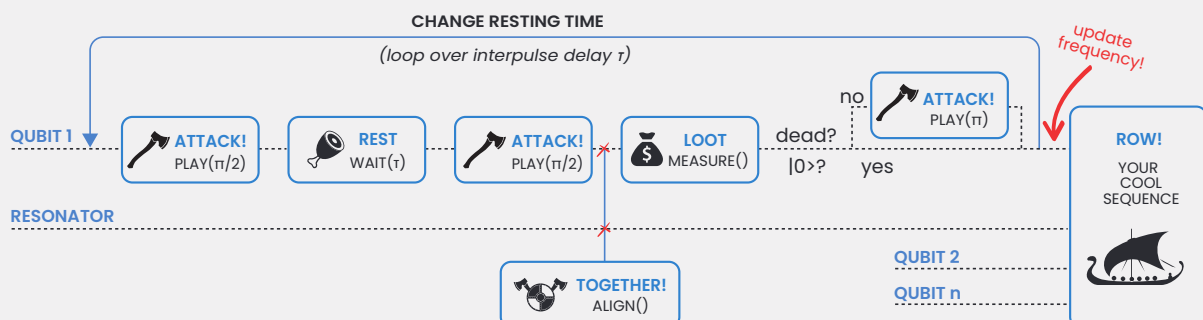 CHANGE RESTING TIME
(loop over interpulse delay τ)
update
frequency!
QUBIT 1
ATTACK!
PLAY(π/2)
REST
WAIT(τ)
ATTACK!
PLAY(π/2)
$
LOOT
MEASURE()
dead?
|0>?
no
yes
ATTACK!
PLAY(π)
ROW!
YOUR
COOL
SEQUENCE
RESONATOR
TOGETHER!
ALIGN()
QUBIT 2
QUBIT n